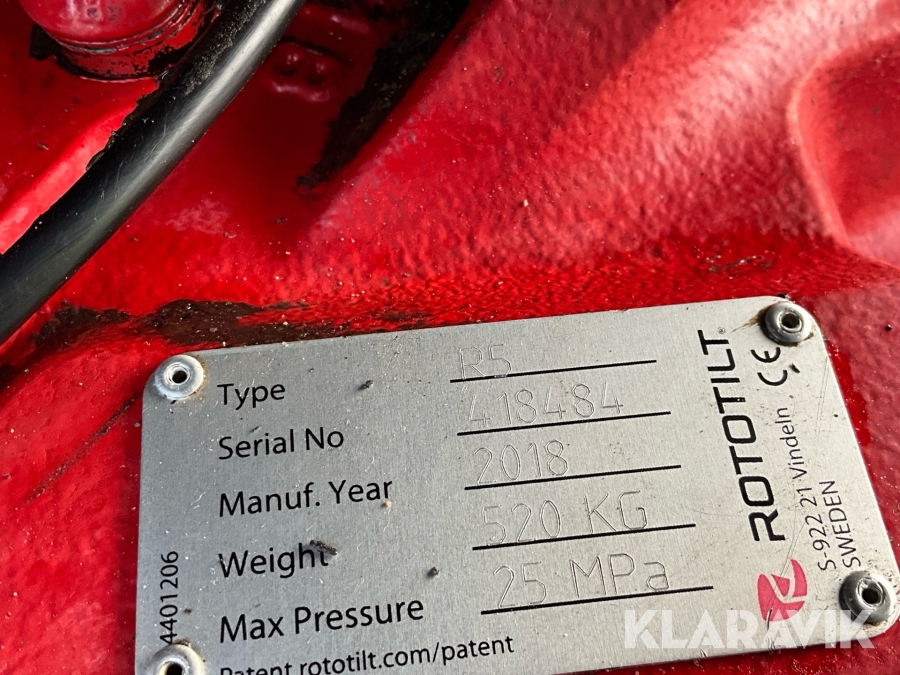 Type R5
Serial No 418484
Manuf. Year 2018
Weight 520 KG
Max Pressure 25 MPa
Patent rototilt.com/patent
4401206
ROTOTILT®
CE
S-922 21 Vindeln
SWEDEN
KLARAVIK